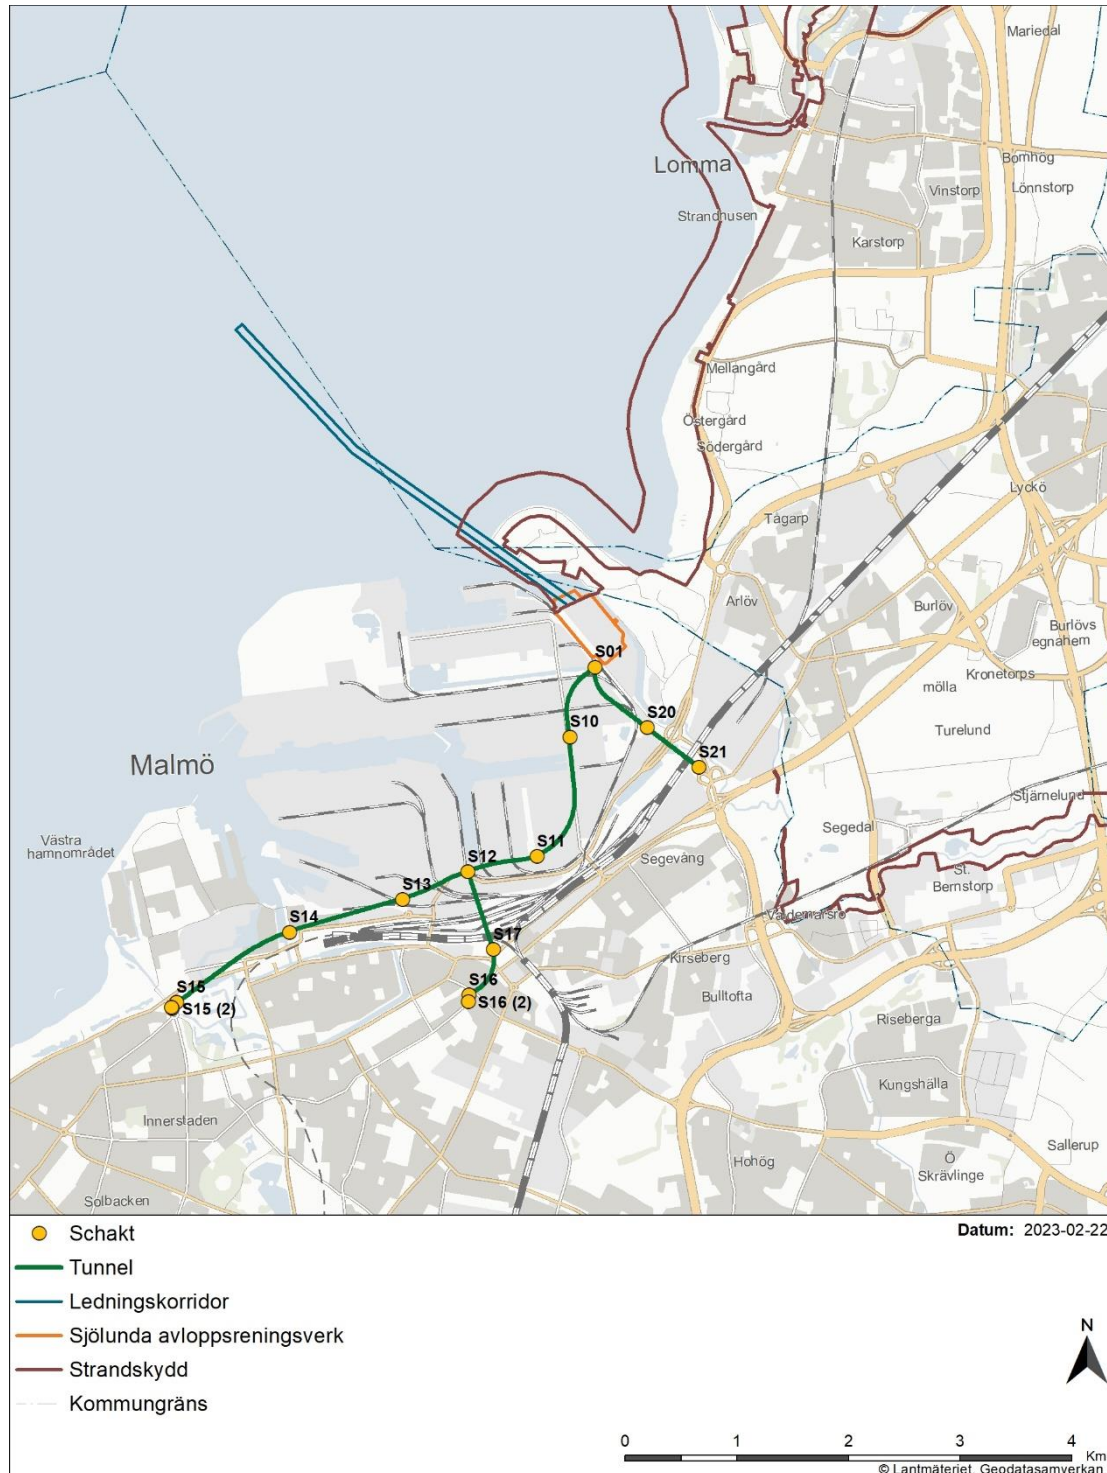 Mariedal
Lomma
Bomhög
Vinstorp
Lönnstorp
Strandhusen
Karstorp
Mellangård
Östergård
Södergård
Lyckö
Tågarp
Arlöv
Burlöv
Burlövs
egnahem
S01
Kronetorps
mölla
S20
S10
Turelund
S21
Malmö
Stjärnelund
Västra
hamnområdet
Segedal
S11
Segevång
S12
St.
Bernstorp
S13
Valdemarsro
S14
S17
Kirseberg
S16
S15
Bulltofta
S15 (2)
S16 (2)
Riseberga
Kungshälla
Innerstaden
Sallerup
Hohög
Ö
Skrävlinge
Solbacken
Schakt
Datum: 2023-02-22
Tunnel
Ledningskorridor
Sjölunda avloppsreningsverk
N
Strandskydd
Kommungräns
0 1 2 3 4
Km
© Lantmäteriet, Geodatasamverkan